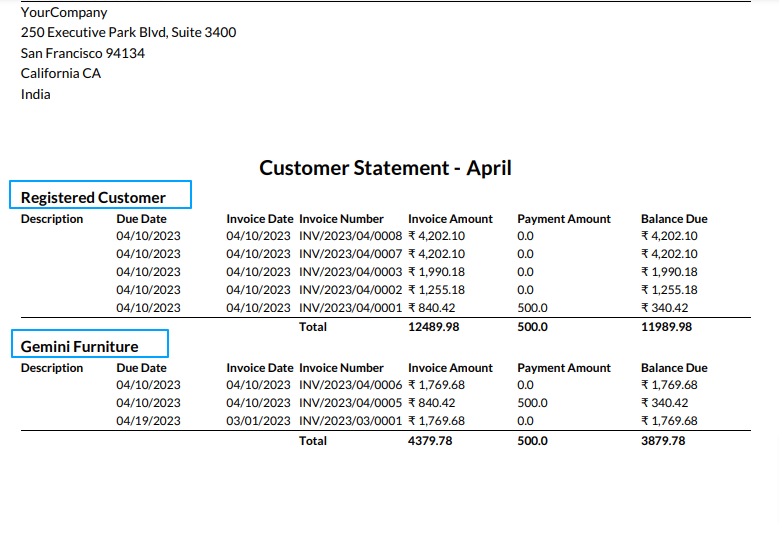 YourCompany
250 Executive Park Blvd, Suite 3400
San Francisco 94134
California CA
India
Customer Statement - April
Registered Customer
Description Due Date Invoice Date Invoice Number Invoice Amount Payment Amount Balance Due
04/10/2023 04/10/2023 INV/2023/04/0008 ₹ 4,202.10 0.0 ₹ 4,202.10
04/10/2023 04/10/2023 INV/2023/04/0007 ₹ 4,202.10 0.0 ₹ 4,202.10
04/10/2023 04/10/2023 INV/2023/04/0003 ₹ 1,990.18 0.0 ₹ 1,990.18
04/10/2023 04/10/2023 INV/2023/04/0002 ₹ 1,255.18 0.0 ₹ 1,255.18
04/10/2023 04/10/2023 INV/2023/04/0001 ₹ 840.42 500.0 ₹ 340.42
Total 12489.98 500.0 11989.98
Gemini Furniture
Description Due Date Invoice Date Invoice Number Invoice Amount Payment Amount Balance Due
04/10/2023 04/10/2023 INV/2023/04/0006 ₹ 1,769.68 0.0 ₹ 1,769.68
04/10/2023 04/10/2023 INV/2023/04/0005 ₹ 840.42 500.0 ₹ 340.42
04/19/2023 03/01/2023 INV/2023/03/0001 ₹ 1,769.68 0.0 ₹ 1,769.68
Total 4379.78 500.0 3879.78